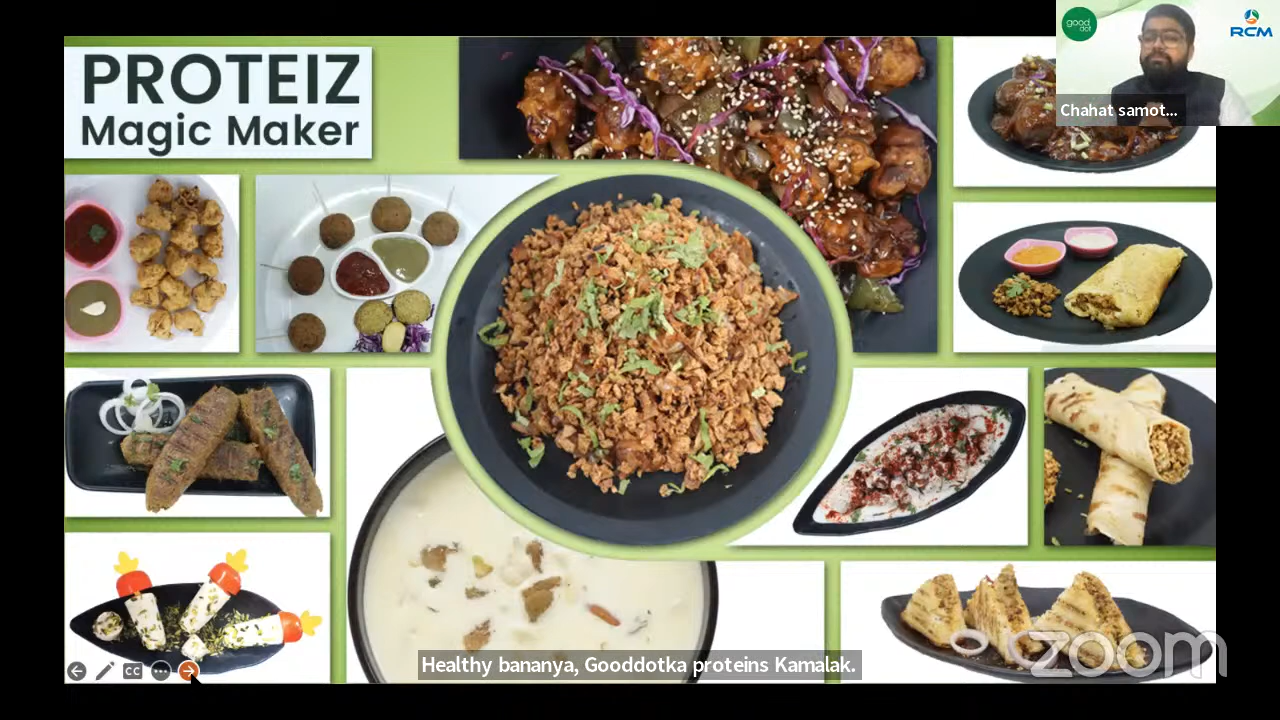 PROTEIZ
Magic Maker
good
dot
RCM
Chahat samot...
CC
Healthy bananya, Gooddotka proteins Kamalak.
zoom